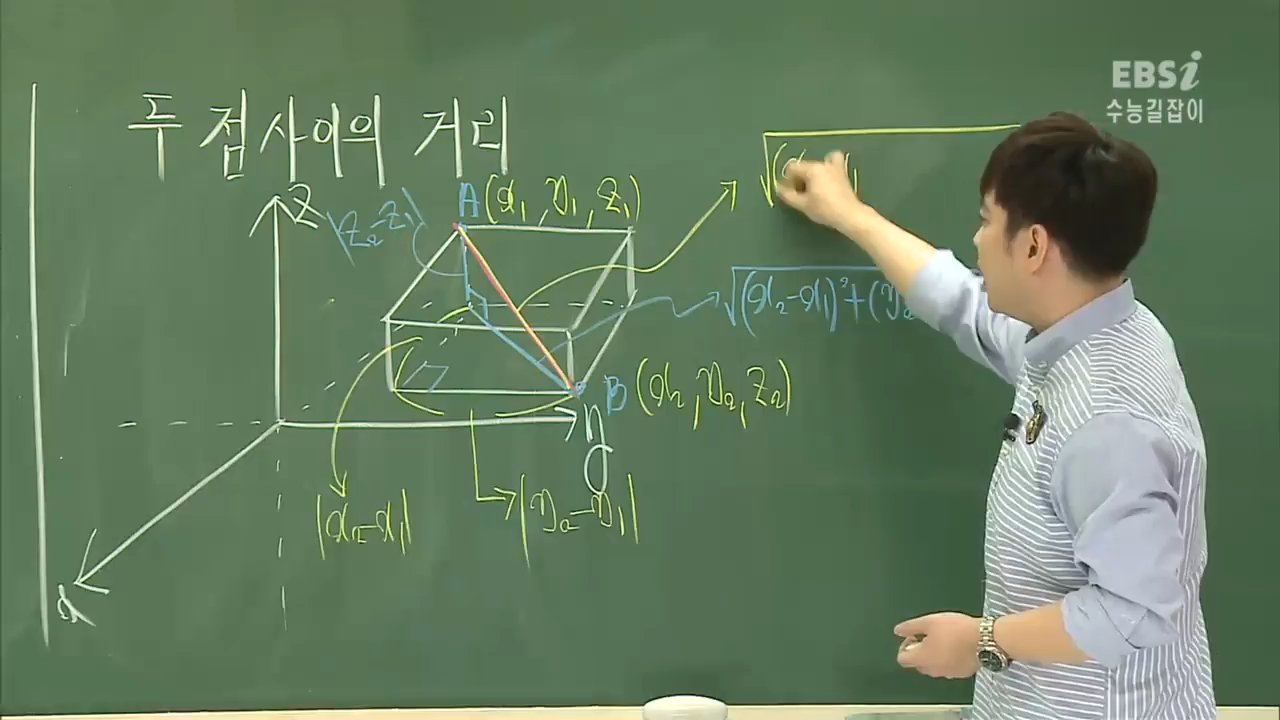 EBSi
수능길잡이
두 점사이의 거리
z
|z₂-z₁|
A(x₁, y₁, z₁)
√(x
√(x₂-x₁)²+(y₂
B(x₂, y₂, z₂)
y
|x₂-x₁|
|y₂-y₁|
x